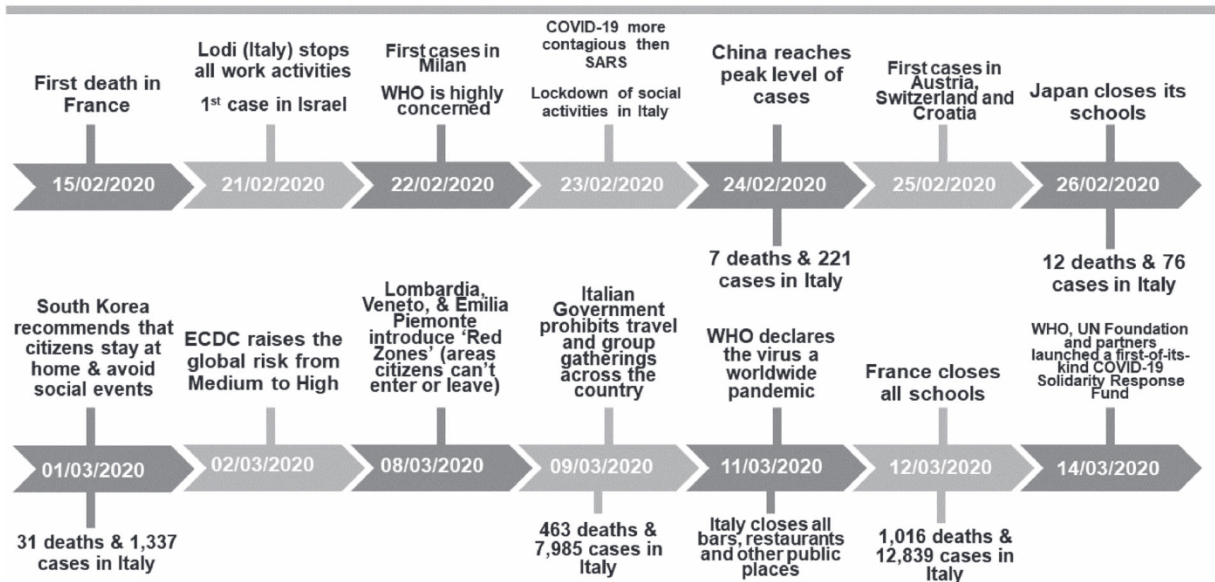 First death in
France
Lodi (Italy) stops
all work activities
1st case in Israel
First cases in
Milan
WHO is highly
concerned
COVID-19 more
contagious then
SARS
Lockdown of social
activities in Italy
China reaches
peak level of
cases
First cases in
Austria,
Switzerland and
Croatia
Japan closes its
schools
15/02/2020
21/02/2020
22/02/2020
23/02/2020
24/02/2020
25/02/2020
26/02/2020
7 deaths & 221
cases in Italy
12 deaths & 76
cases in Italy
South Korea
recommends that
citizens stay at
home & avoid
social events
ECDC raises the
global risk from
Medium to High
Lombardia,
Veneto, & Emilia
Piemonte
introduce ‘Red
Zones’ (areas
citizens can’t
enter or leave)
Italian
Government
prohibits travel
and group
gatherings
across the
country
WHO declares
the virus a
worldwide
pandemic
France closes
all schools
WHO, UN Foundation
and partners
launched a first-of-its-
kind COVID-19
Solidarity Response
Fund
01/03/2020
02/03/2020
08/03/2020
09/03/2020
11/03/2020
12/03/2020
14/03/2020
31 deaths & 1,337
cases in Italy
463 deaths &
7,985 cases in
Italy
Italy closes all
bars, restaurants
and other public
places
1,016 deaths &
12,839 cases in
Italy